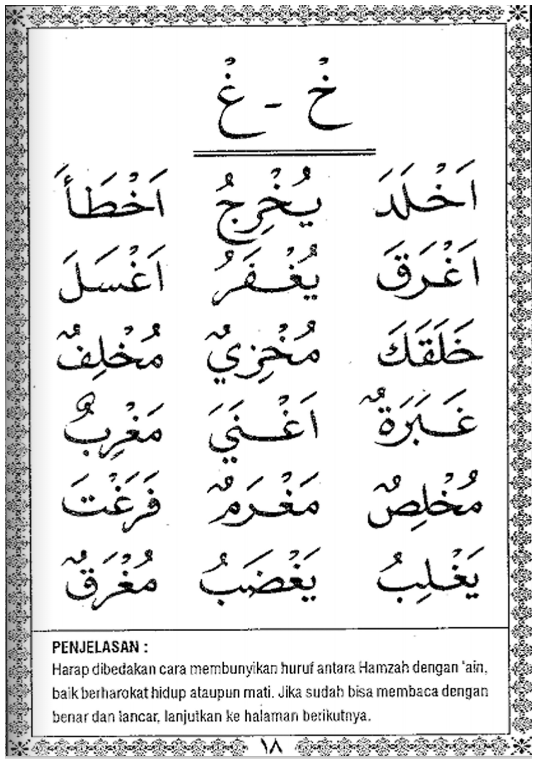 خْ - غْ
اَخْلَدَ يُخْرِجُ اَخْطَأَ
اَغْرَقَ يُغْفَرُ اَغْسَلَ
خَلَقَكَ مُخْزِيٌ مُخْلِفٌ
غَبَرَةٌ اَغْنَيَ مَغْرِبٌ
مُخْلِصٌ مَغْرَمٌ فَرَغْتَ
يَغْلِبُ يَغْضَبُ مُغْرَقٌ
PENJELASAN :
Harap dibedakan cara membunyikan huruf antara Hamzah dengan 'ain,
baik berharokat hidup ataupun mati. Jika sudah bisa membaca dengan
benar dan lancar, lanjutkan ke halaman berikutnya.
١٨